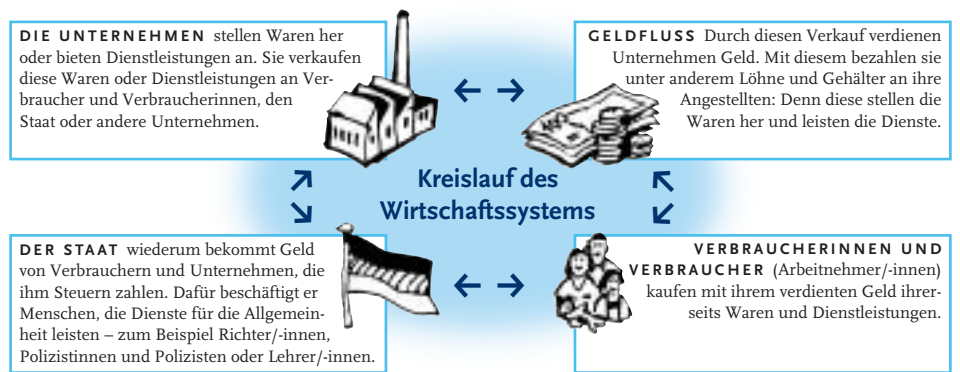 DIE UNTERNEHMEN stellen Waren her
oder bieten Dienstleistungen an. Sie verkaufen
diese Waren oder Dienstleistungen an Ver-
braucher und Verbraucherinnen, den
Staat oder andere Unternehmen.
GELDFLUSS Durch diesen Verkauf verdienen
Unternehmen Geld. Mit diesem bezahlen sie
unter anderem Löhne und Gehälter an ihre
Angestellten: Denn diese stellen die
Waren her und leisten die Dienste.
Kreislauf des
Wirtschaftssystems
DER STAAT wiederum bekommt Geld
von Verbrauchern und Unternehmen, die
ihm Steuern zahlen. Dafür beschäftigt er
Menschen, die Dienste für die Allgemein-
heit leisten – zum Beispiel Richter/-innen,
Polizistinnen und Polizisten oder Lehrer/-innen.
VERBRAUCHERINNEN UND
VERBRAUCHER (Arbeitnehmer/-innen)
kaufen mit ihrem verdienten Geld ihrer-
seits Waren und Dienstleistungen.